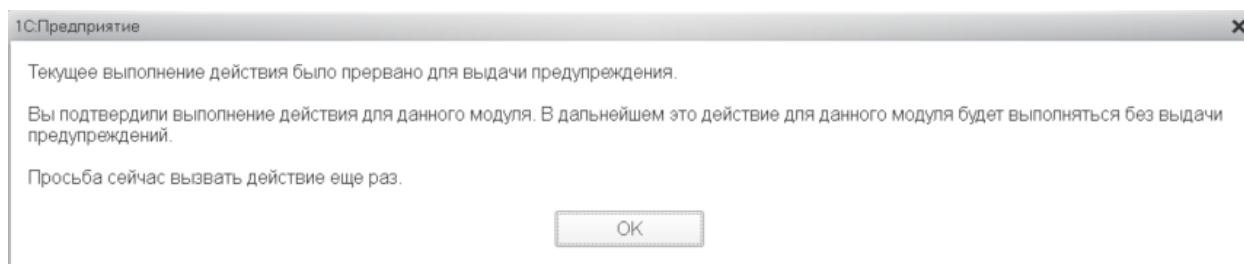 1С:Предприятие
Текущее выполнение действия было прервано для выдачи предупреждения.
Вы подтвердили выполнение действия для данного модуля. В дальнейшем это действие для данного модуля будет выполняться без выдачи
предупреждений.
Просьба сейчас вызвать действие еще раз.
OK